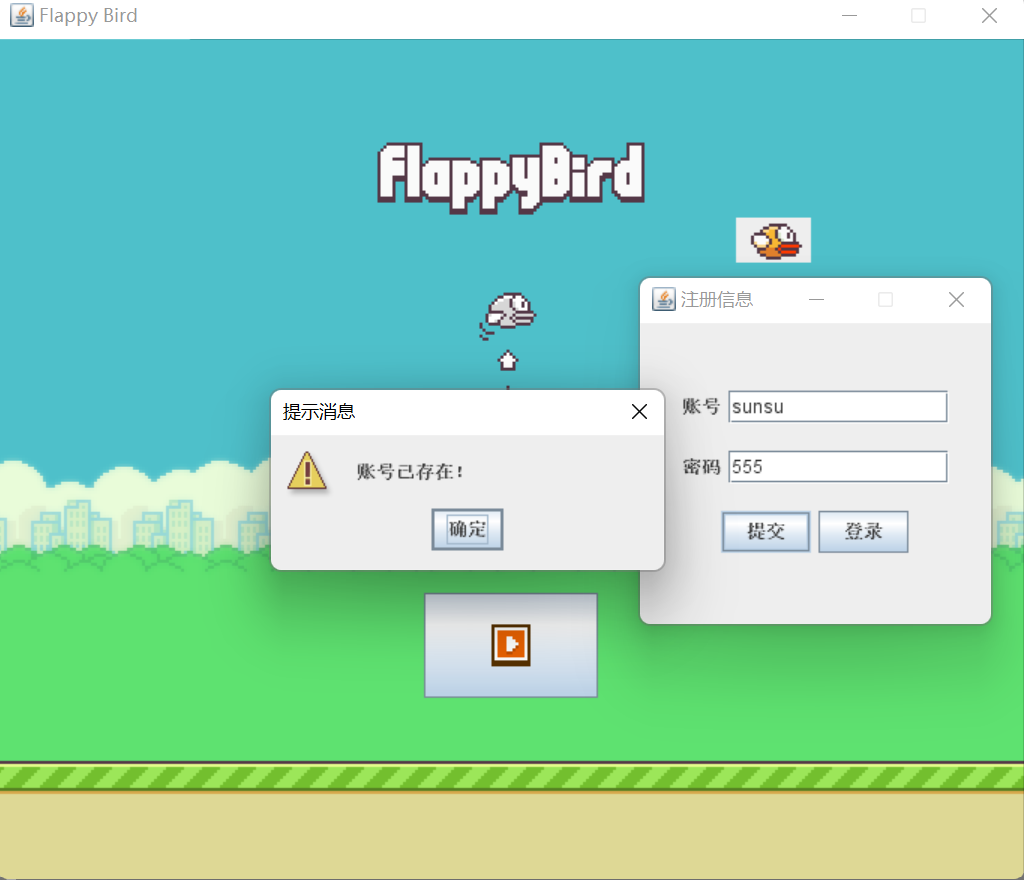 Flappy Bird
FlappyBird
注册信息
账号 sunsu
密码 555
提交 登录
提示消息
账号已存在!
确定